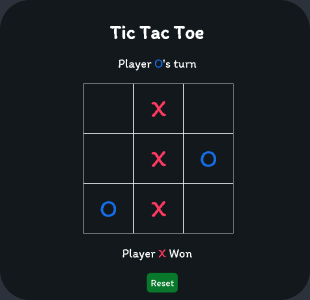 Tic Tac Toe
Player O's turn
X
X O
O X
Player X Won
Reset